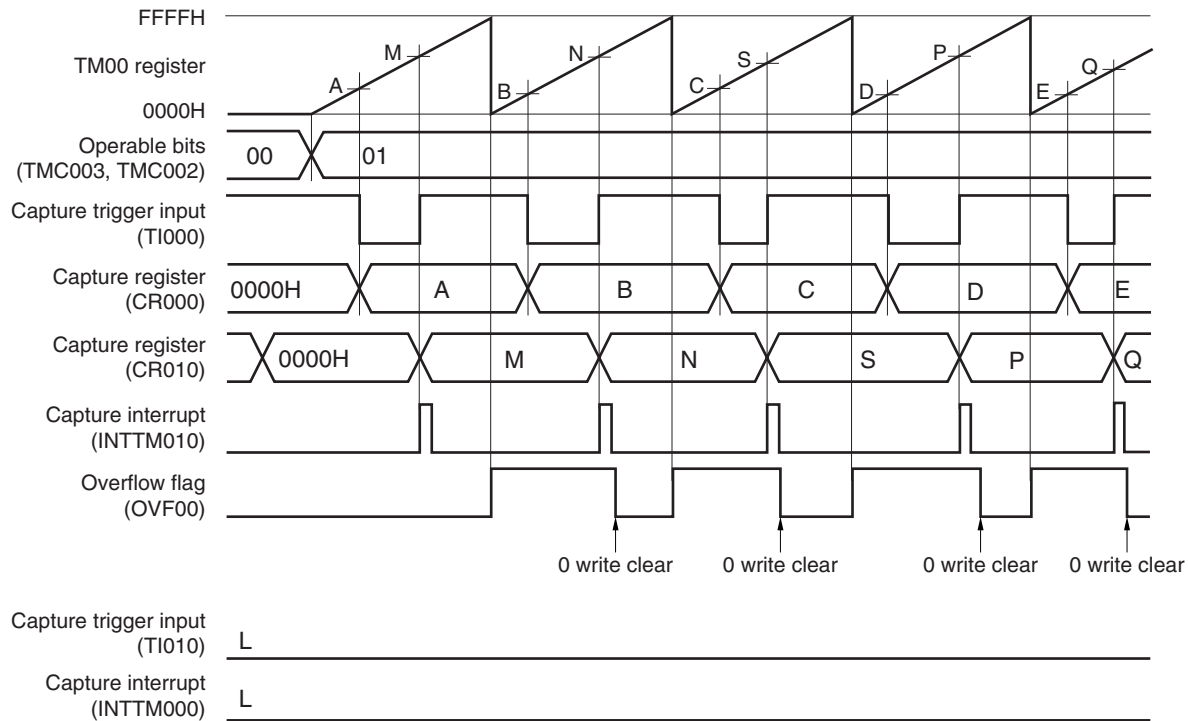 FFFFH
TM00 register
0000H
A M B N C S D P E Q
Operable bits
(TMC003, TMC002)
00 01
Capture trigger input
(TI000)
Capture register
(CR000)
0000H A B C D E
Capture register
(CR010)
0000H M N S P Q
Capture interrupt
(INTTM010)
Overflow flag
(OVF00)
0 write clear 0 write clear 0 write clear 0 write clear
Capture trigger input
(TI010)
L
Capture interrupt
(INTTM000)
L